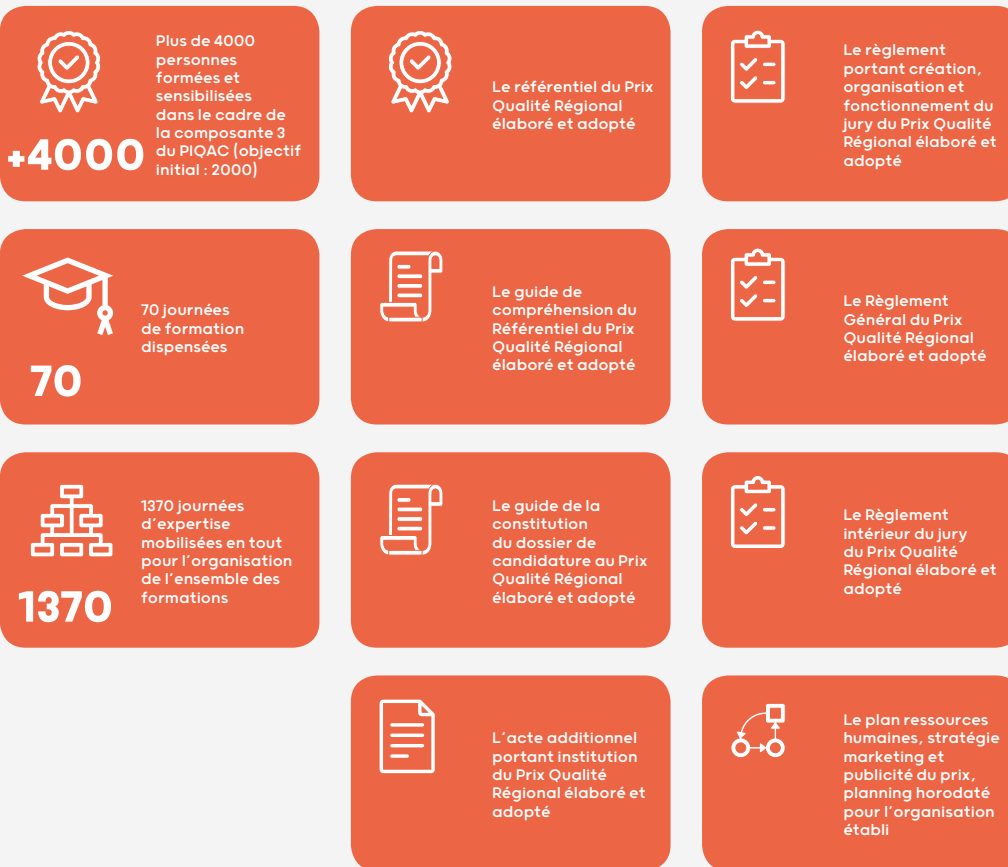 Plus de 4000
personnes
formées et
sensibilisées
dans le cadre de
la composante 3
du PIQAC (objectif
initial : 2000)
+4000
Le référentiel du Prix
Qualité Régional
élaboré et adopté
Le règlement
portant création,
organisation et
fonctionnement du
jury du Prix Qualité
Régional élaboré et
adopté
70 journées
de formation
dispensées
70
Le guide de
compréhension du
Référentiel du Prix
Qualité Régional
élaboré et adopté
Le Règlement
Général du Prix
Qualité Régional
élaboré et adopté
1370 journées
d'expertise
mobilisées en tout
pour l'organisation
de l'ensemble des
formations
1370
Le guide de la
constitution
du dossier de
candidature au Prix
Qualité Régional
élaboré et adopté
Le Règlement
intérieur du jury
du Prix Qualité
Régional élaboré et
adopté
L'acte additionnel
portant institution
du Prix Qualité
Régional élaboré et
adopté
Le plan ressources
humaines, stratégie
marketing et
publicité du prix,
planning horodaté
pour l'organisation
établi